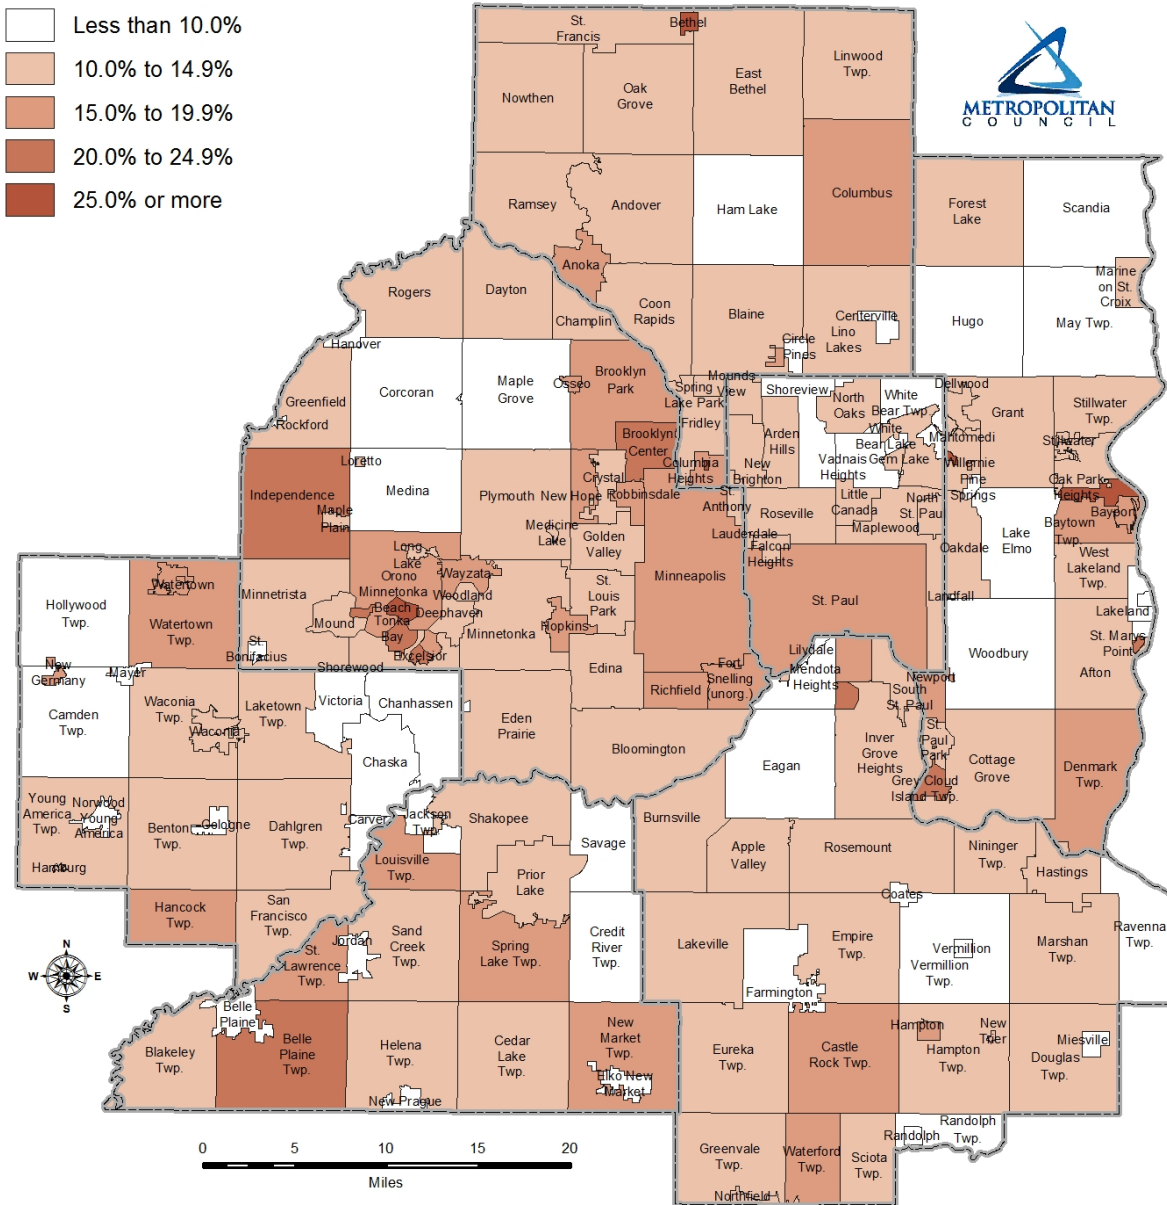 Less than 10.0%
10.0% to 14.9%
15.0% to 19.9%
20.0% to 24.9%
25.0% or more
METROPOLITAN
COUNCIL
St.
Francis
Bethel
Linwood
Twp.
East
Bethel
Nowthen
Oak
Grove
Ramsey
Andover
Ham Lake
Columbus
Forest
Lake
Scandia
Anoka
Marine
on St.
Croix
Rogers
Dayton
Coon
Rapids
Champlin
Blaine
Centerville
Lino
Lakes
Circle
Pines
Hugo
May Twp.
Hanover
Corcoran
Maple
Grove
Osseo
Brooklyn
Park
Mounds
View
Spring
Lake Park
Fridley
Shoreview
North
Oaks
White
Bear Twp.
Dellwood
Grant
Stillwater
Twp.
Greenfield
Rockford
Brooklyn
Center
Arden
Hills
White
Bear Lake
Gem Lake
Vadnais
Heights
Mahtomedi
Stillwater
Loretto
Independence
Medina
Maple
Plain
Plymouth
New Hope
Crystal
Robbinsdale
Columbia
Heights
New
Brighton
Willernie
Pine
Springs
Oak Park
Heights
Bayport
Baytown
Twp.
St.
Anthony
Roseville
Little
Canada
North
St. Paul
Maplewood
Lake
Elmo
Medicine
Lake
Golden
Valley
Lauderdale
Falcon
Heights
Oakdale
West
Lakeland
Twp.
Long
Lake
Orono
Wayzata
Minnetonka
Beach
Woodland
Deephaven
Tonka
Bay
Minneapolis
St.
Louis
Park
St. Paul
Landfall
Lakeland
Hollywood
Twp.
Watertown
Watertown
Twp.
Minnetrista
Mound
St.
Bonifacius
Excelsior
Shorewood
Minnetonka
Hopkins
Edina
Richfield
Fort
Snelling
(unorg.)
Lilydale
Mendota
Heights
Woodbury
St. Marys
Point
Afton
New
Germany
Mayer
Camden
Twp.
Waconia
Twp.
Waconia
Laketown
Twp.
Victoria
Chanhassen
Chaska
Eden
Prairie
Bloomington
Eagan
South
St. Paul
Newport
Inver
Grove
Heights
St.
Paul
Park
Grey Cloud
Island Twp.
Cottage
Grove
Denmark
Twp.
Young
America
Twp.
Norwood
Young
America
Hamburg
Benton
Twp.
Cologne
Dahlgren
Twp.
Carver
Jackson
Twp.
Shakopee
Louisville
Twp.
Prior
Lake
Savage
Burnsville
Apple
Valley
Rosemount
Nininger
Twp.
Hastings
Coates
Hancock
Twp.
San
Francisco
Twp.
Jordan
St.
Lawrence
Twp.
Sand
Creek
Twp.
Spring
Lake Twp.
Credit
River
Twp.
Lakeville
Farmington
Empire
Twp.
Vermillion
Vermillion
Twp.
Marshan
Twp.
Ravenna
Twp.
Belle
Plaine
Blakeley
Twp.
Belle
Plaine
Twp.
Helena
Twp.
New Prague
Cedar
Lake
Twp.
New
Market
Twp.
Elko New
Market
Eureka
Twp.
Castle
Rock Twp.
Hampton
Hampton
Twp.
New
Trier
Douglas
Twp.
Miesville
Randolph
Randolph
Twp.
Greenvale
Twp.
Waterford
Twp.
Sciota
Twp.
Northfield
N
W E
S
0 5 10 15 20
Miles